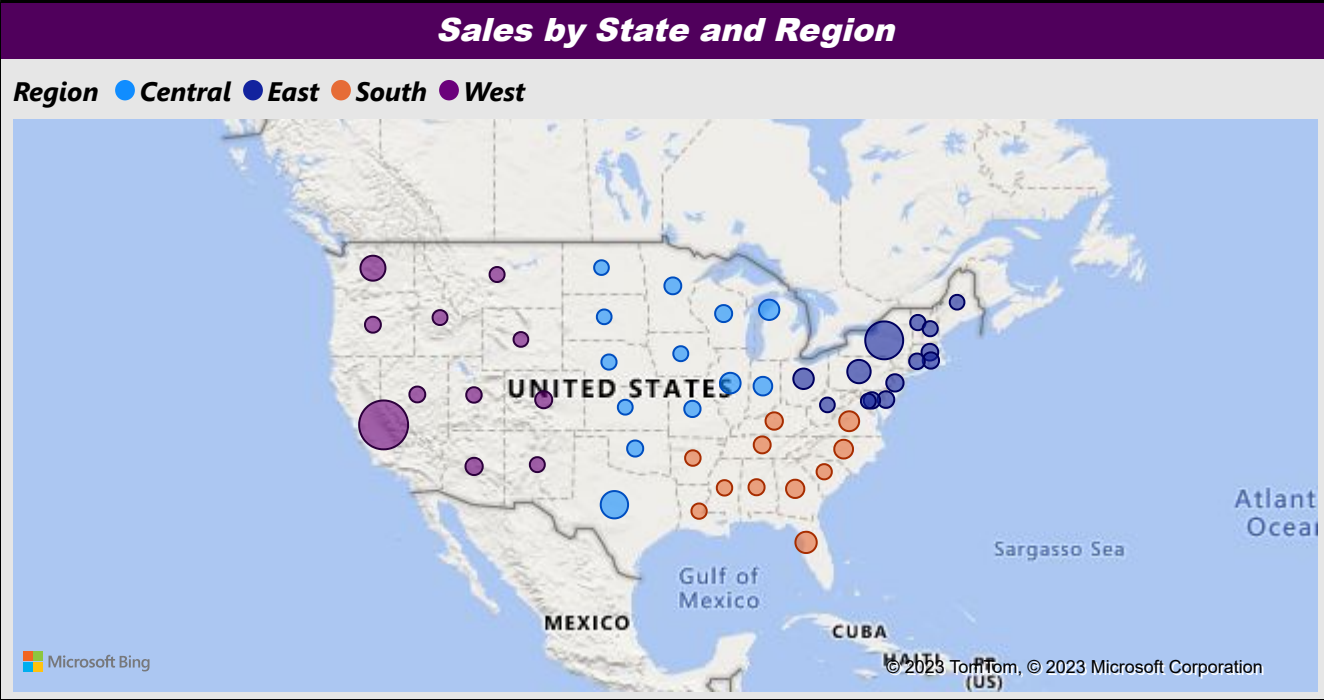 Sales by State and Region
Region Central East South West
UNITED STATES
Atlant
Ocea
Sargasso Sea
Gulf of
Mexico
MEXICO
CUBA
HAITI
(US)
Microsoft Bing
© 2023 TomTom, © 2023 Microsoft Corporation